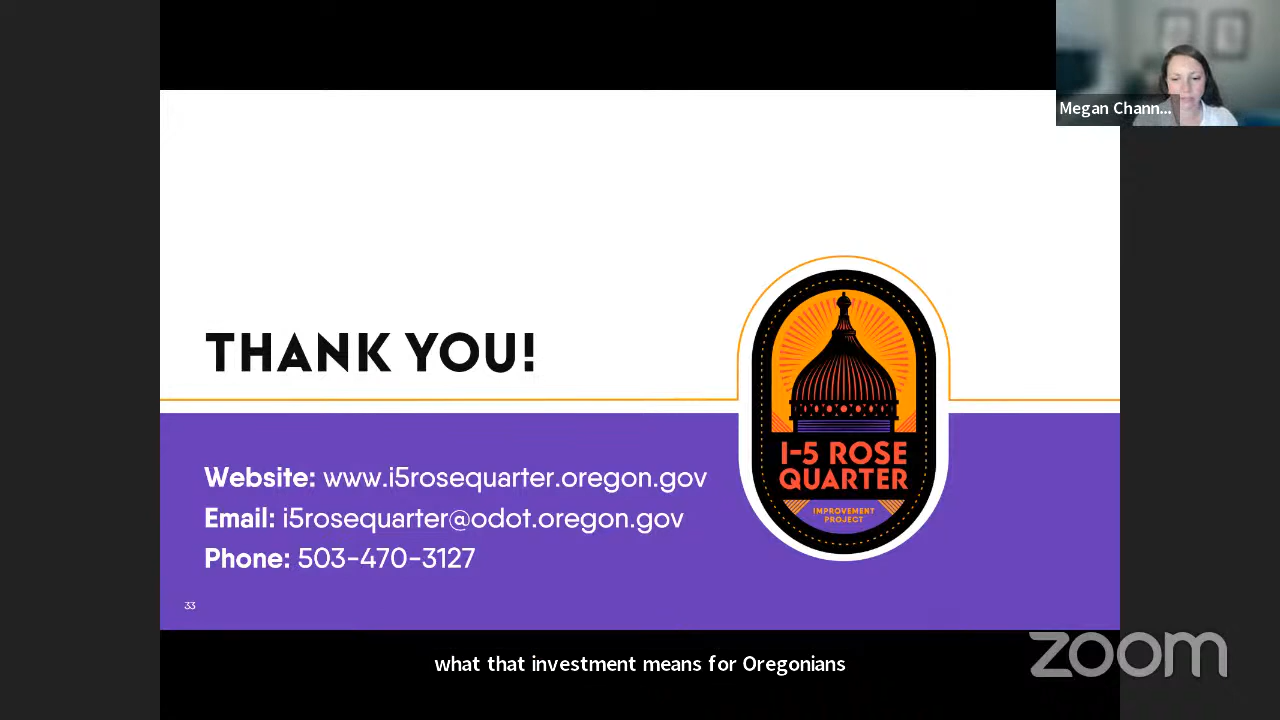 Megan Chann...
THANK YOU!
I-5 ROSE
QUARTER
IMPROVEMENT
PROJECT
Website: www.i5rosequarter.oregon.gov
Email: i5rosequarter@odot.oregon.gov
Phone: 503-470-3127
33
what that investment means for Oregonians
zoom